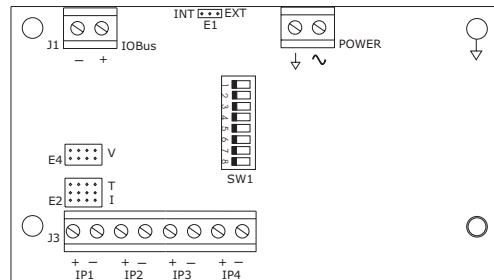 INT EXT
E1
J1 IOBus
− +
POWER
∿
1
2
3
4
5
6
7
8
SW1
E4 V
E2 T
I
J3
+ − + − + − + −
IP1 IP2 IP3 IP4